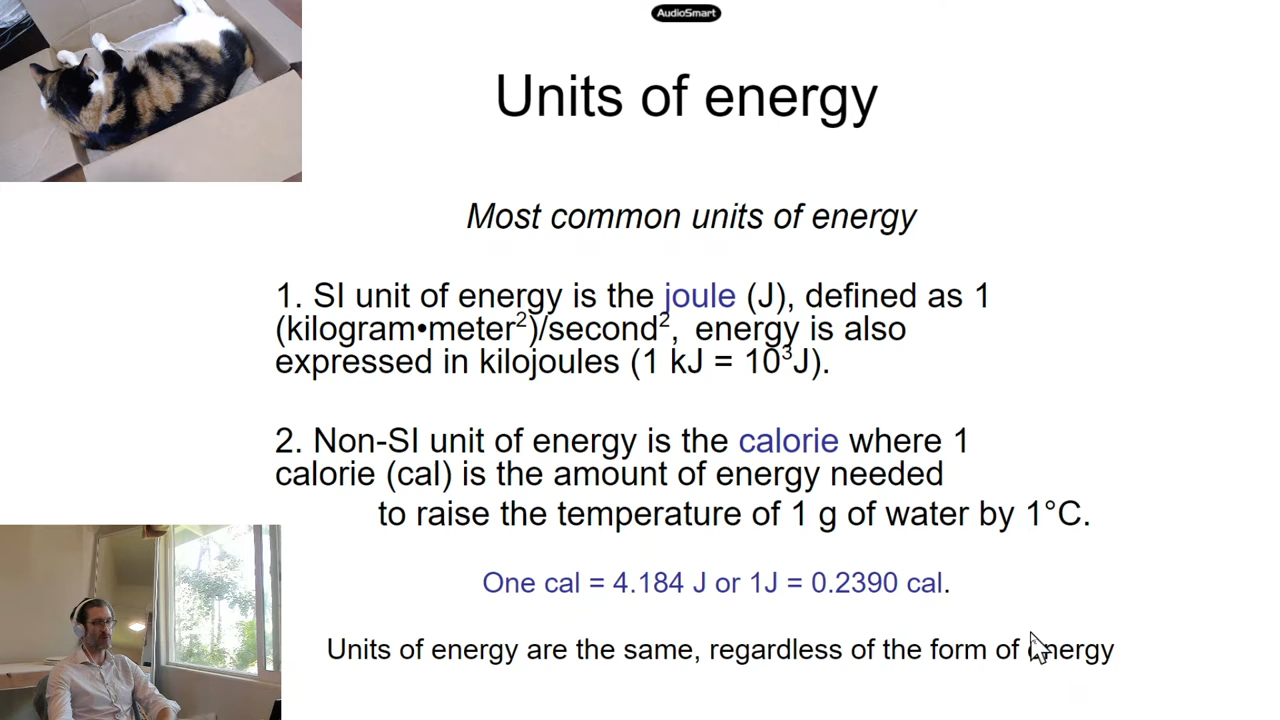 AudioSmart
Units of energy
Most common units of energy
1. SI unit of energy is the joule (J), defined as 1
(kilogram•meter²)/second², energy is also
expressed in kilojoules (1 kJ = 10³J).
2. Non-SI unit of energy is the calorie where 1
calorie (cal) is the amount of energy needed
to raise the temperature of 1 g of water by 1°C.
One cal = 4.184 J or 1J = 0.2390 cal.
Units of energy are the same, regardless of the form of energy